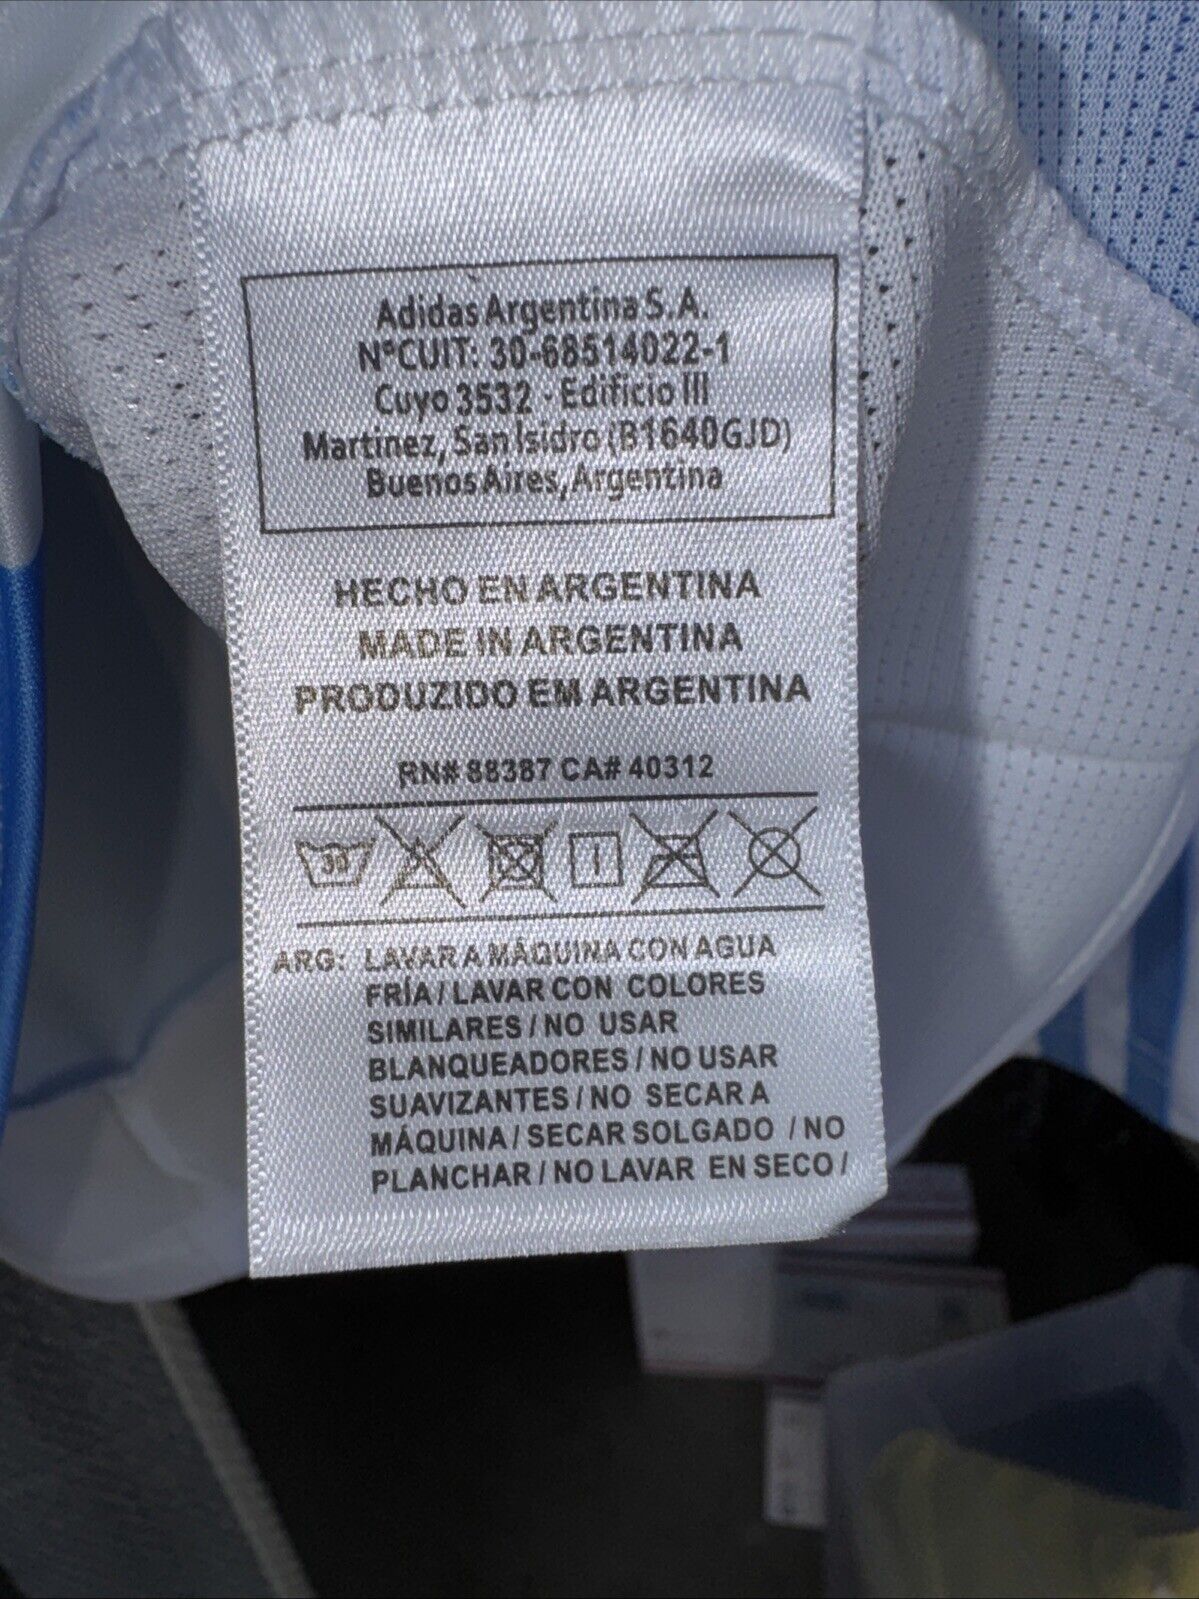 Adidas Argentina S.A.
N°CUIT: 30-68514022-1
Cuyo 3532 - Edificio III
Martinez, San Isidro (B1640GJD)
Buenos Aires, Argentina
HECHO EN ARGENTINA
MADE IN ARGENTINA
PRODUZIDO EM ARGENTINA
RN# 88387 CA# 40312
30
ARG: LAVAR A MÁQUINA CON AGUA
FRÍA / LAVAR CON COLORES
SIMILARES / NO USAR
BLANQUEADORES / NO USAR
SUAVIZANTES / NO SECAR A
MÁQUINA / SECAR SOLGADO / NO
PLANCHAR / NO LAVAR EN SECO /